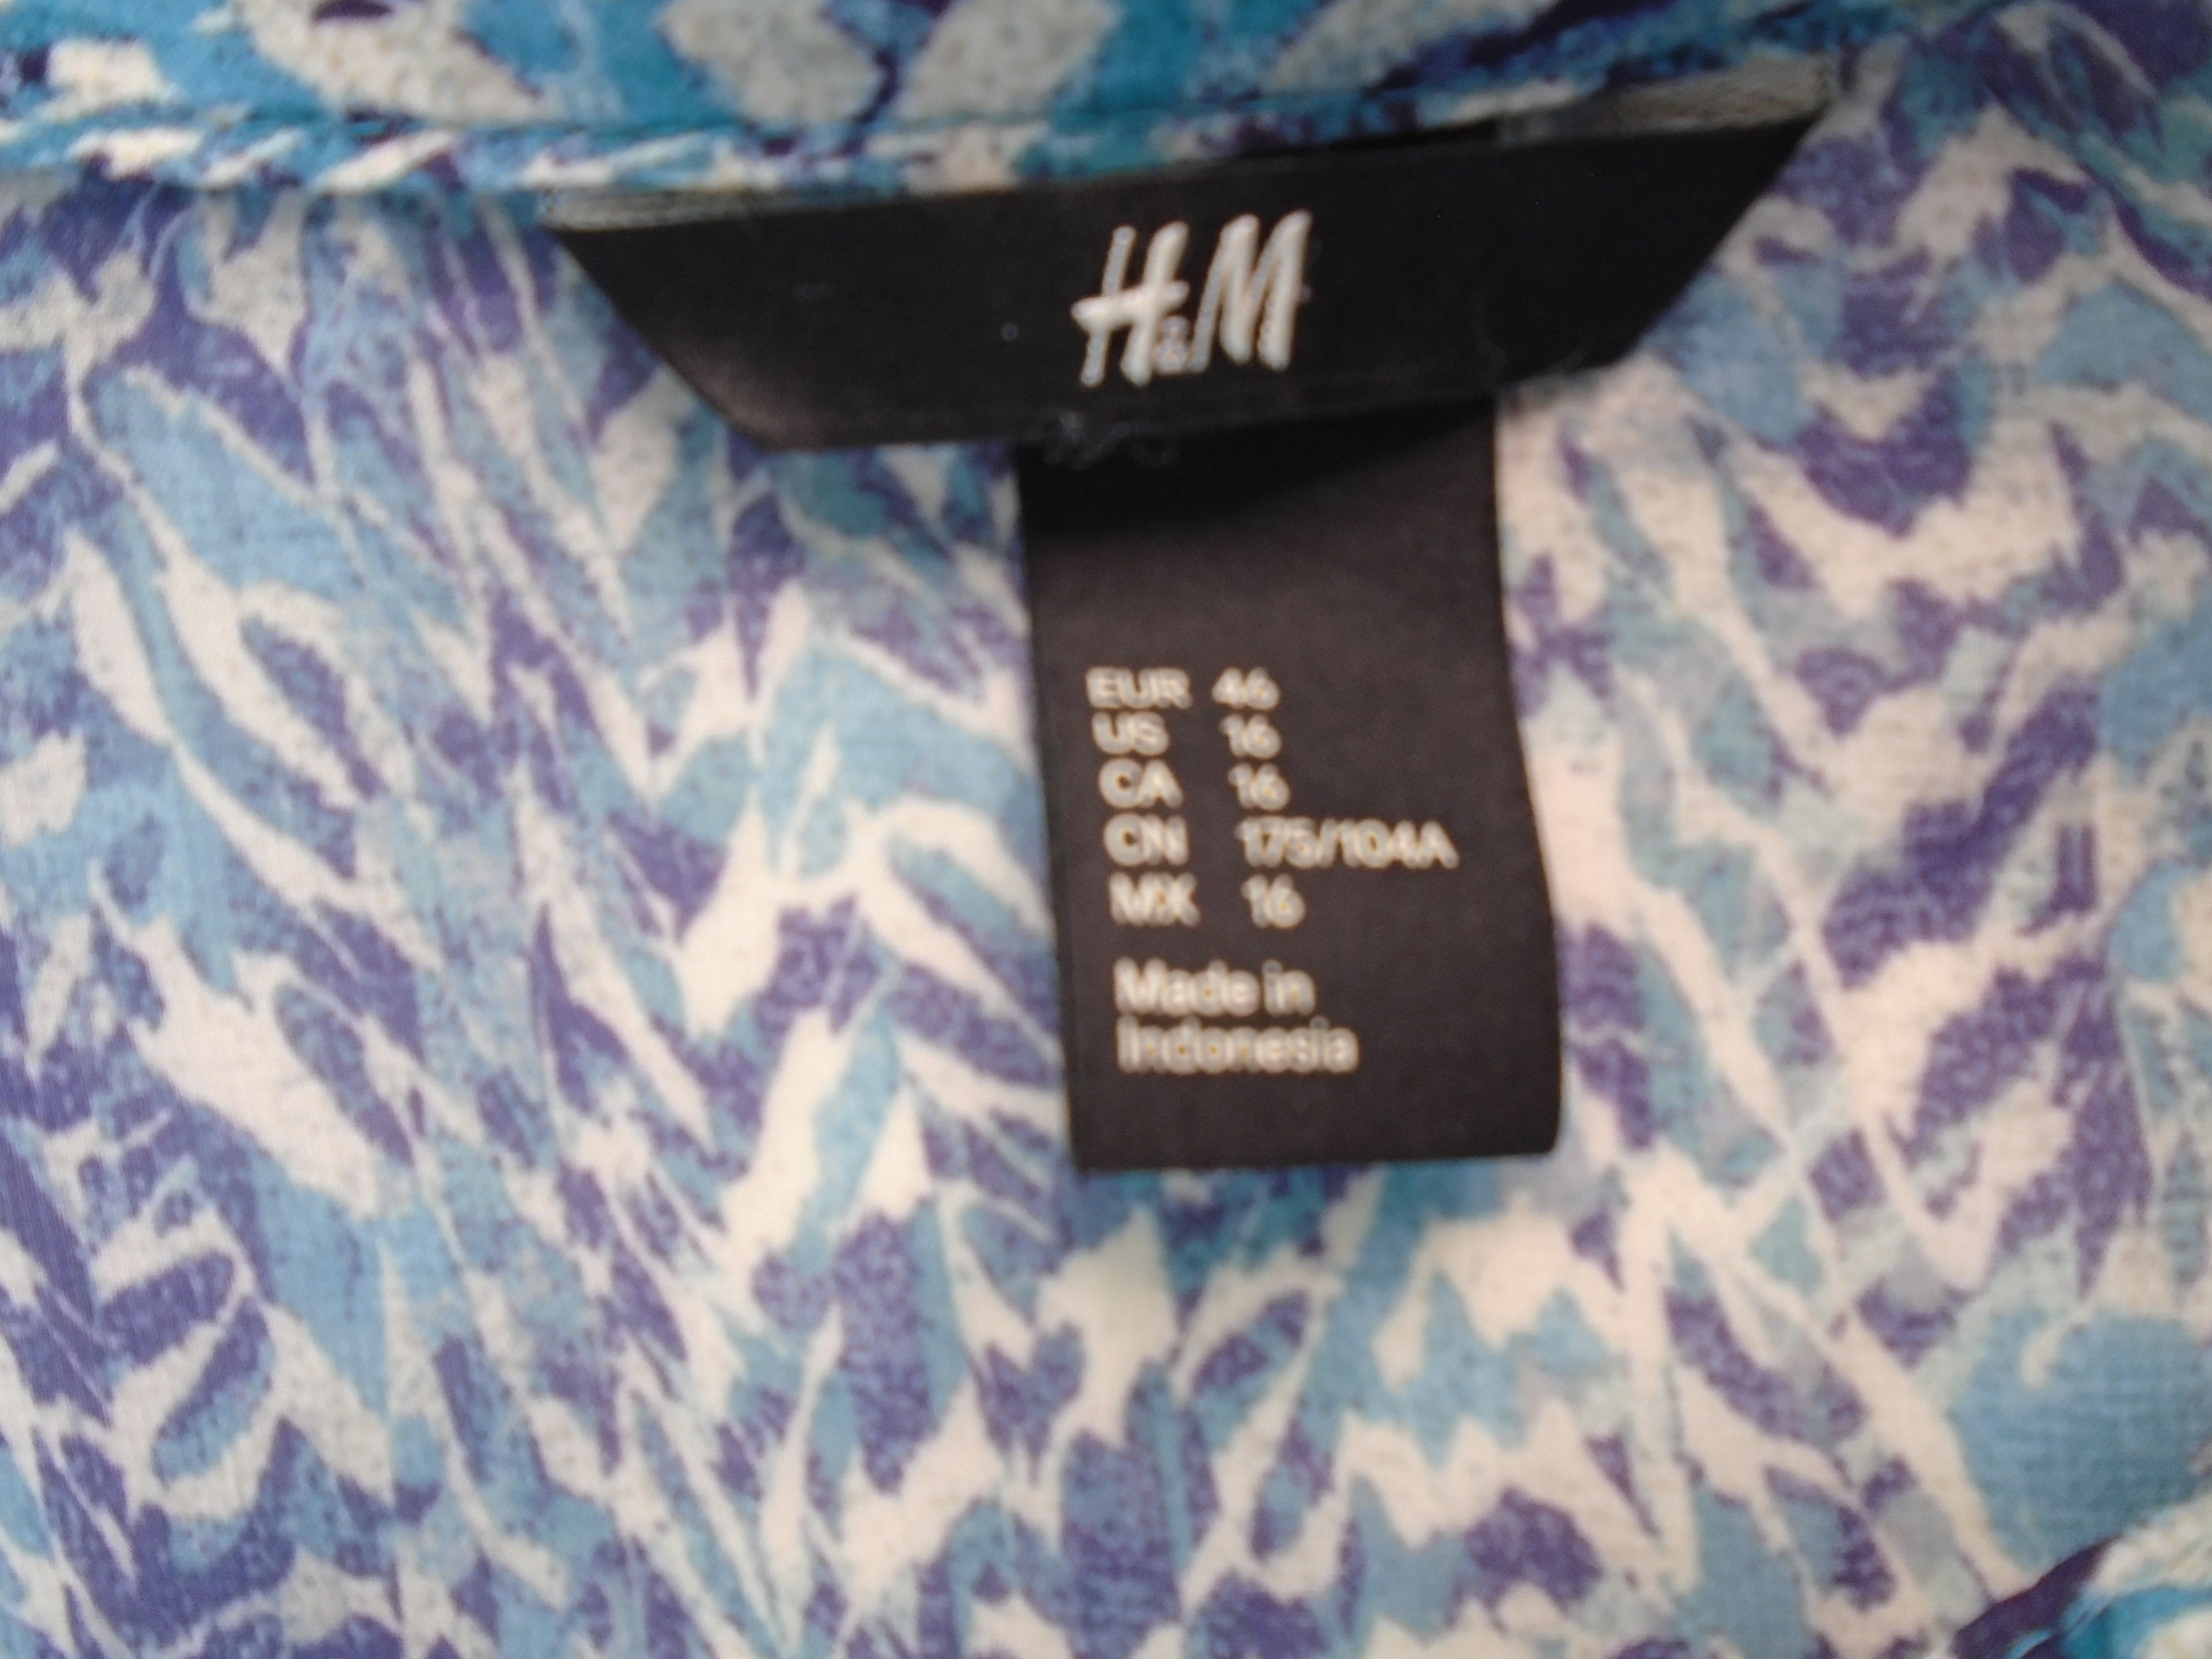 H&M
EUR 46
US 16
CA 16
CN 175/104A
MX 16
Made in
Indonesia